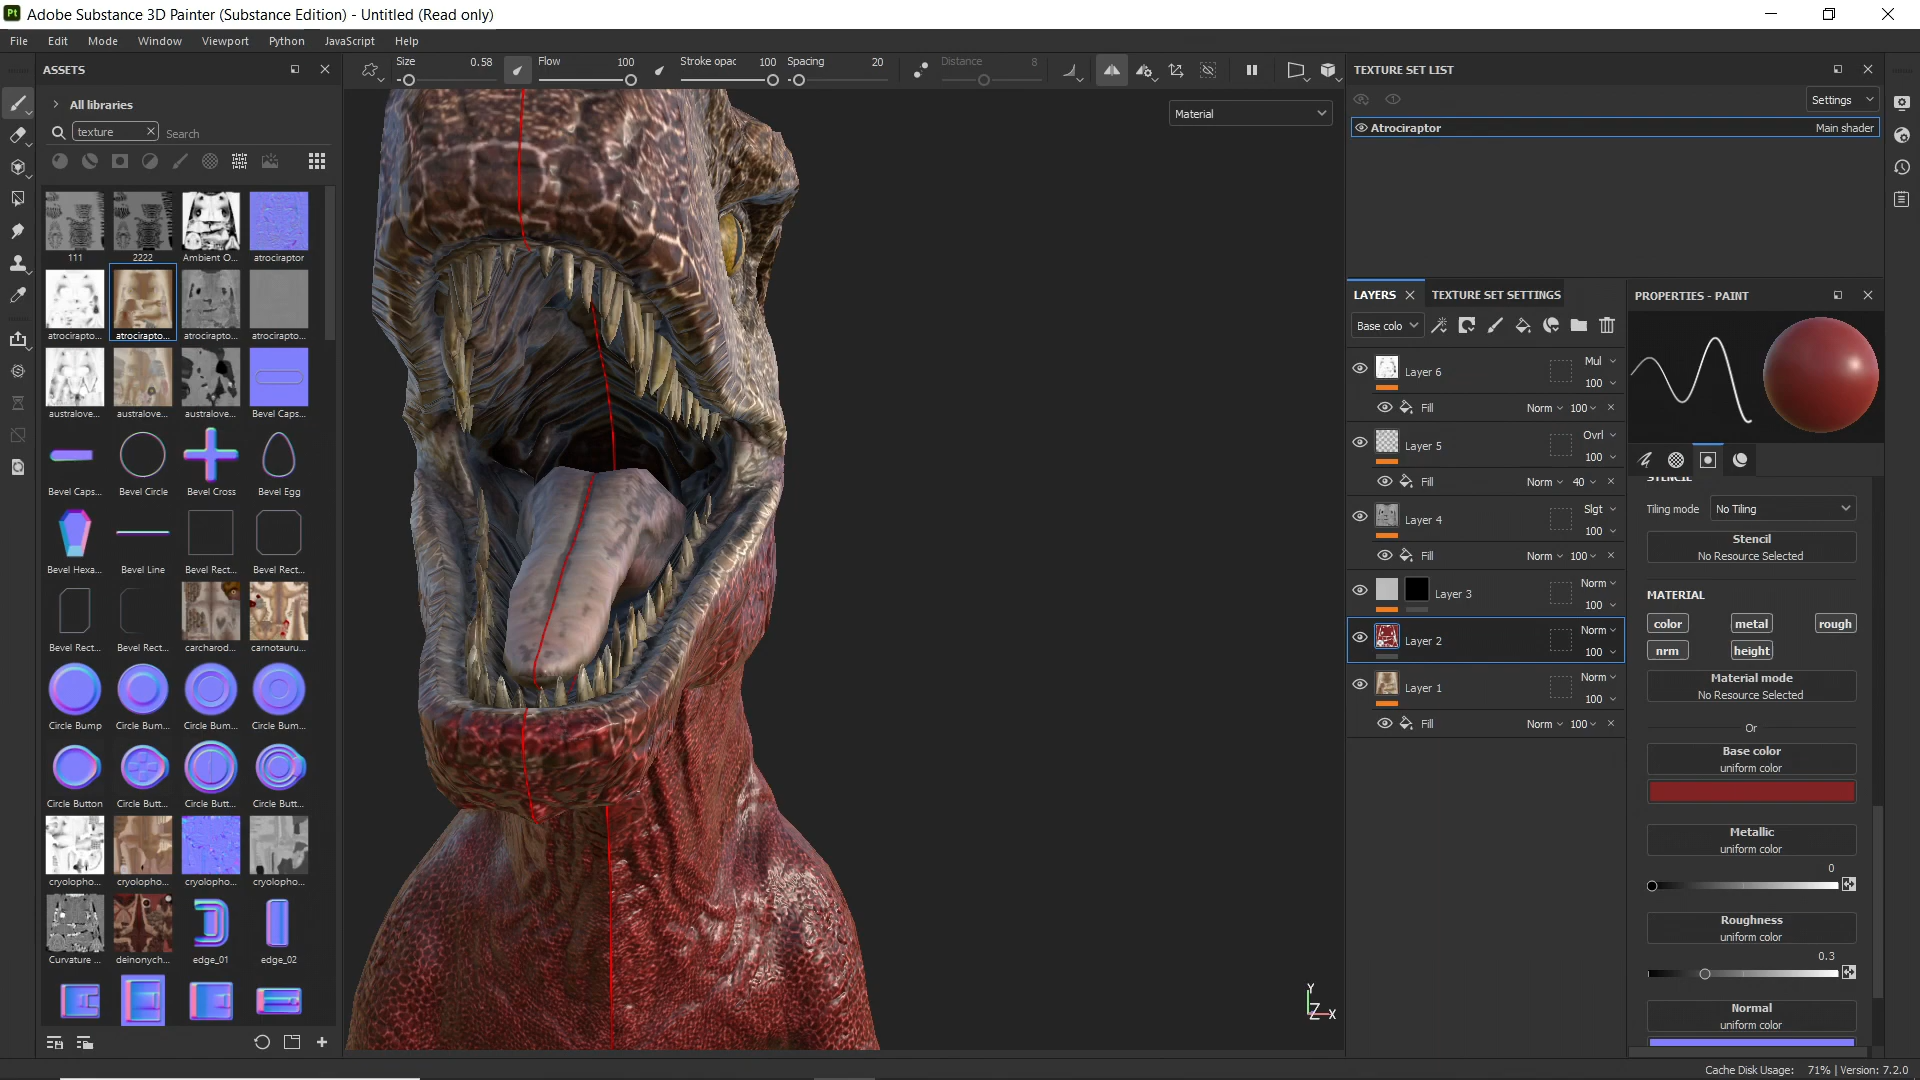 Pt Adobe Substance 3D Painter (Substance Edition) - Untitled (Read only)
File Edit Mode Window Viewport Python JavaScript Help
ASSETS
All libraries
texture Search
111 2222 Ambient O... atrociraptor
atrocirapto... atrocirapto... atrocirapto... atrocirapto...
australove... australove... australove... Bevel Caps...
Bevel Caps... Bevel Circle Bevel Cross Bevel Egg
Bevel Hexa... Bevel Line Bevel Rect... Bevel Rect...
Bevel Rect... Bevel Rect... carcharod... carnotauru...
Circle Bump Circle Bum... Circle Bum... Circle Bum...
Circle Button Circle Butt... Circle Butt... Circle Butt...
cryolopho... cryolopho... cryolopho... cryolopho...
Curvature ... deinonych... edge_01 edge_02
Size 0.58 Flow 100 Stroke opac 100 Spacing 20 Distance 8
Material
Y
Z X
TEXTURE SET LIST
Settings
Atrociraptor Main shader
LAYERS TEXTURE SET SETTINGS
Base colo
Layer 6 Mul
100
Fill Norm 100
Layer 5 Ovrl
100
Fill Norm 40
Layer 4 Slgt
100
Fill Norm 100
Layer 3 Norm
100
Layer 2 Norm
100
Layer 1 Norm
100
Fill Norm 100
PROPERTIES - PAINT
STENCIL
Tiling mode No Tiling
Stencil
No Resource Selected
MATERIAL
color metal rough
nrm height
Material mode
No Resource Selected
Or
Base color
uniform color
Metallic
uniform color
0
Roughness
uniform color
0.3
Normal
uniform color
Cache Disk Usage: 71% | Version: 7.2.0